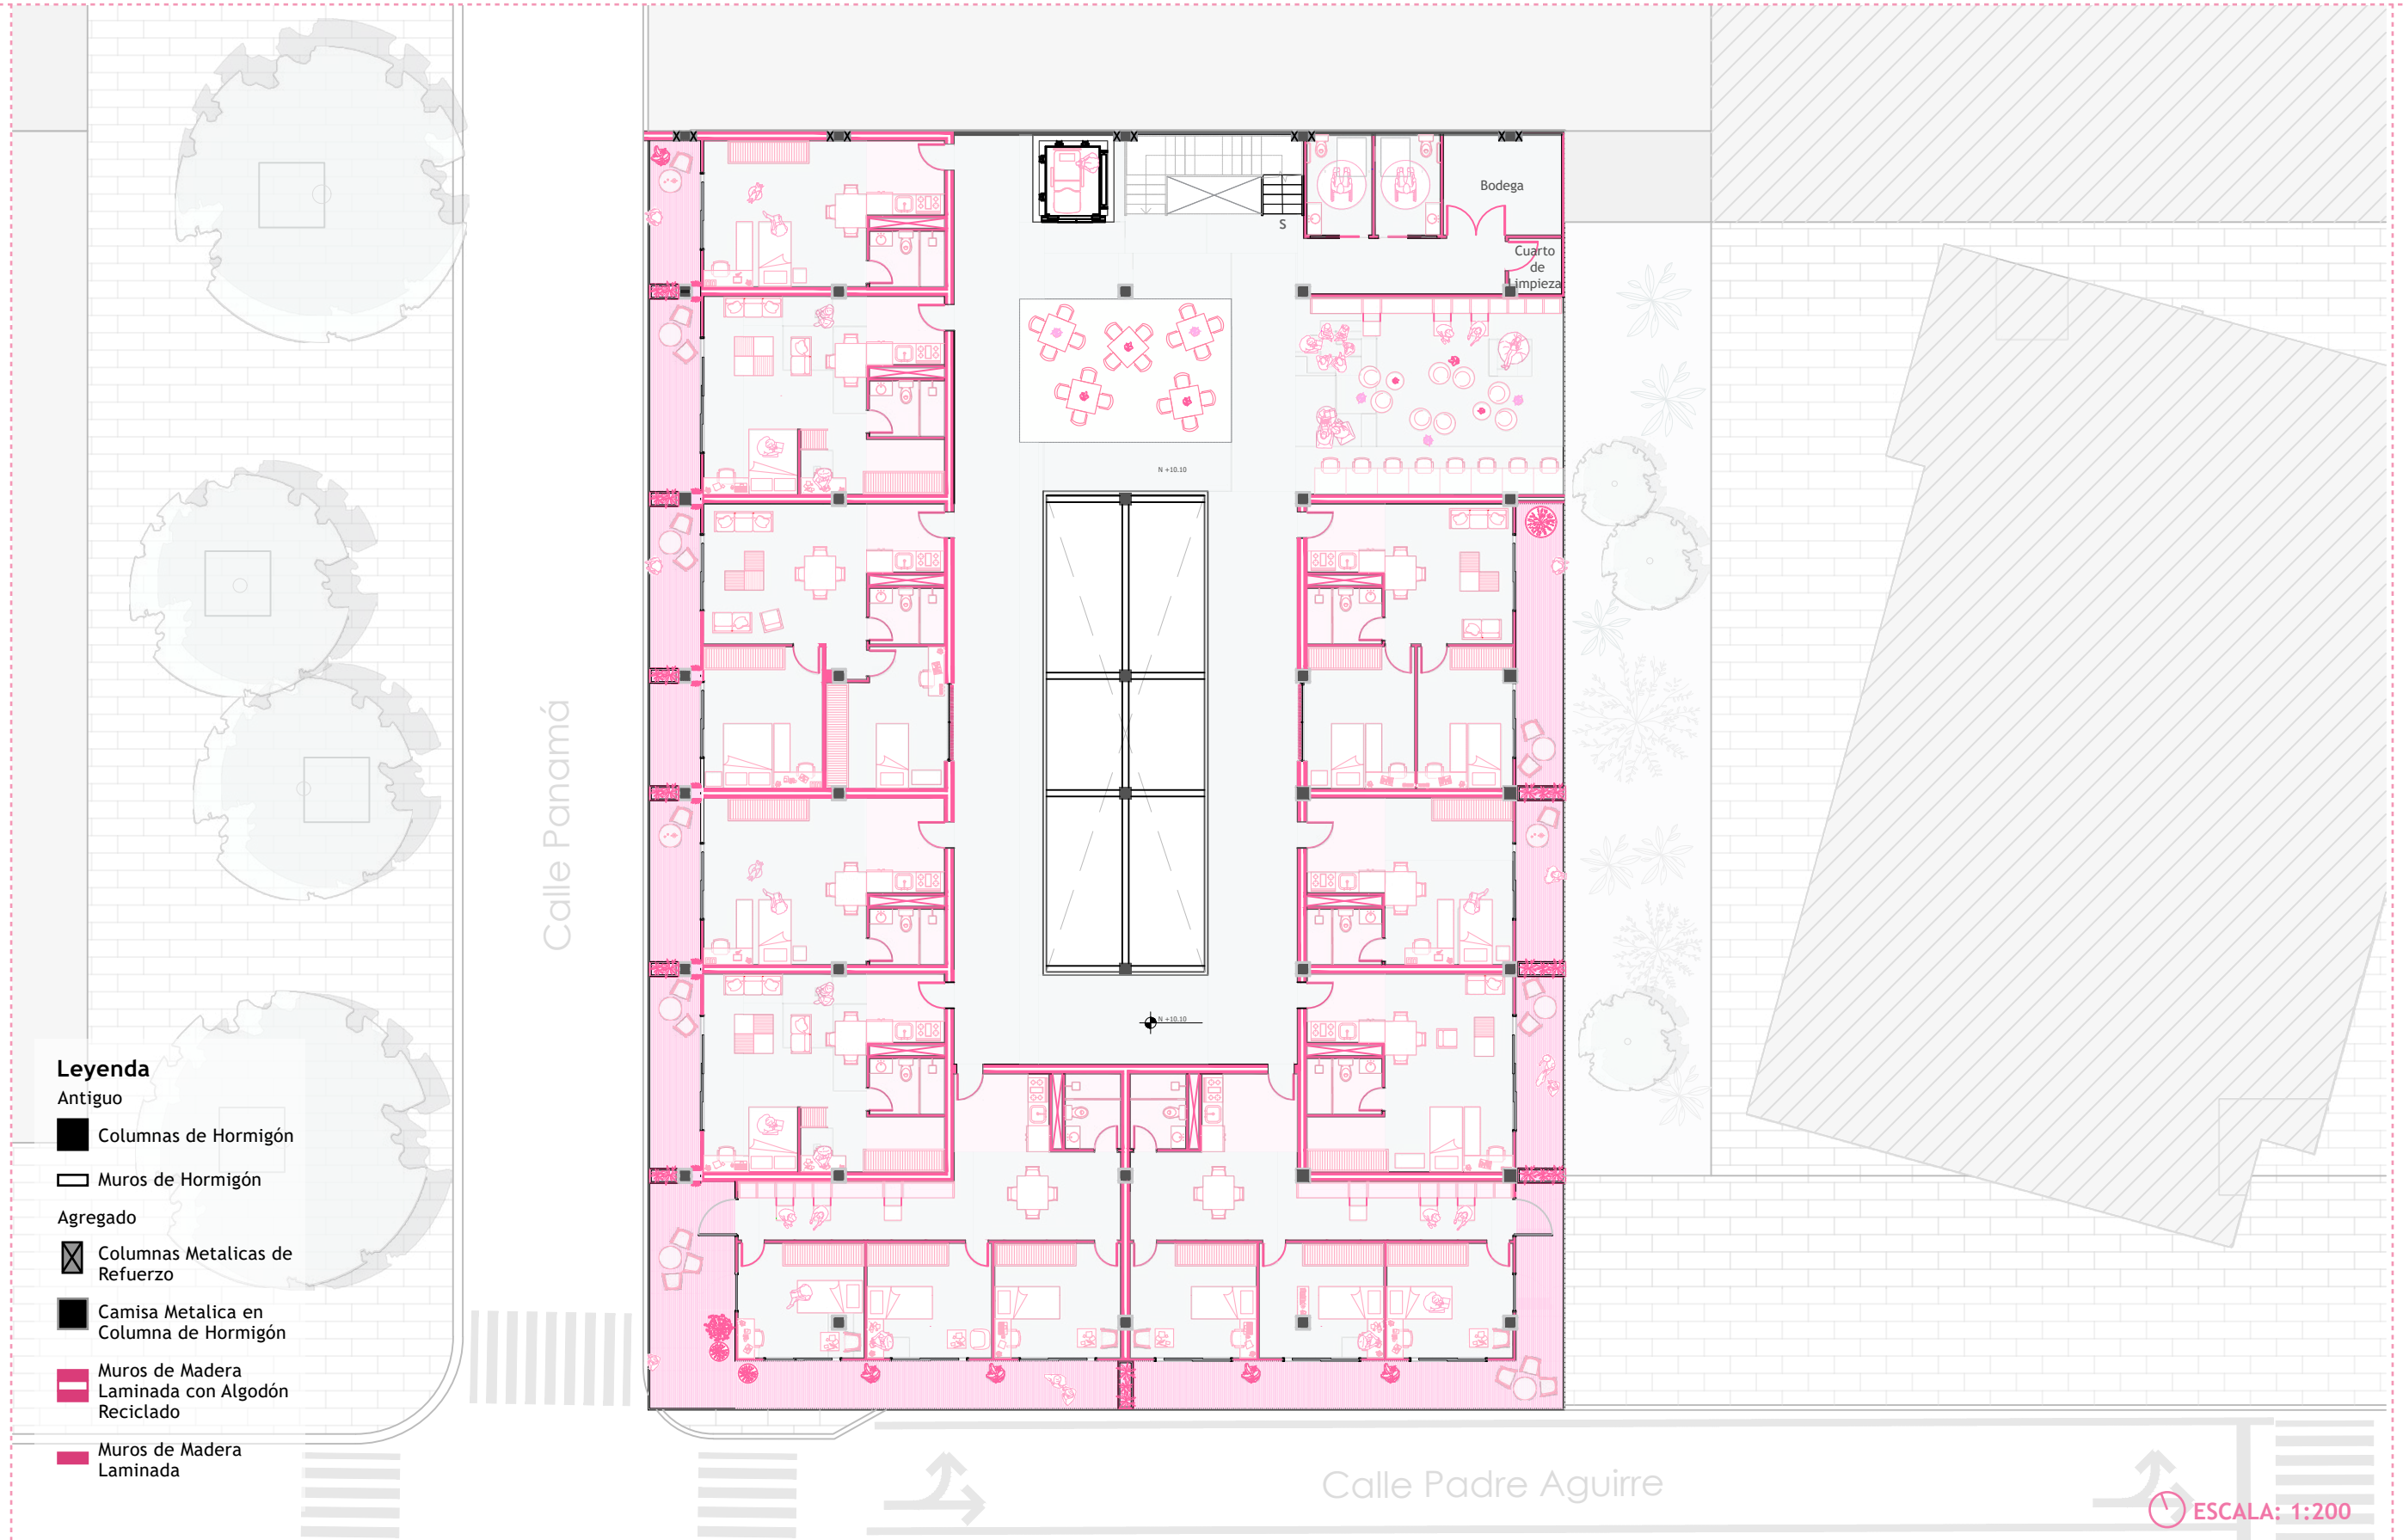 Bodega
S
Cuarto
de
Limpieza
N +10.10
Calle Panamá
N +10.10
Leyenda
Antiguo
Columnas de Hormigón
Muros de Hormigón
Agregado
Columnas Metalicas de
Refuerzo
Camisa Metalica en
Columna de Hormigón
Muros de Madera
Laminada con Algodón
Reciclado
Muros de Madera
Laminada
Calle Padre Aguirre
ESCALA: 1:200